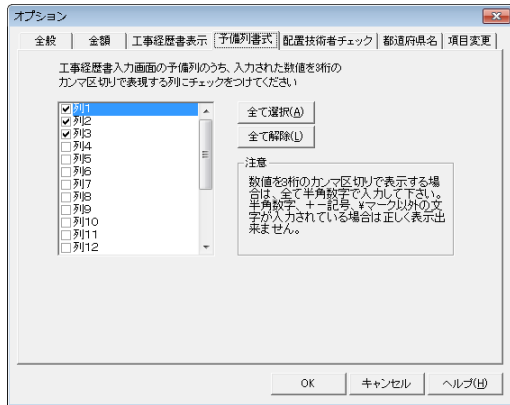 オプション
全般 金額 工事経歴書表示 予備列書式 配置技術者チェック 都道府県名 項目変更
工事経歴書入力画面の予備列のうち、入力された数値を3桁の
カンマ区切りで表現する列にチェックをつけてください
列1
列2
列3
列4
列5
列6
列7
列8
列9
列10
列11
列12
全て選択(A)
全て解除(L)
注意
数値を3桁のカンマ区切りで表示する場
合は、全て半角数字で入力して下さい。
半角数字、＋－記号、¥マーク以外の文
字が入力されている場合は正しく表示出
来ません。
OK キャンセル ヘルプ(H)